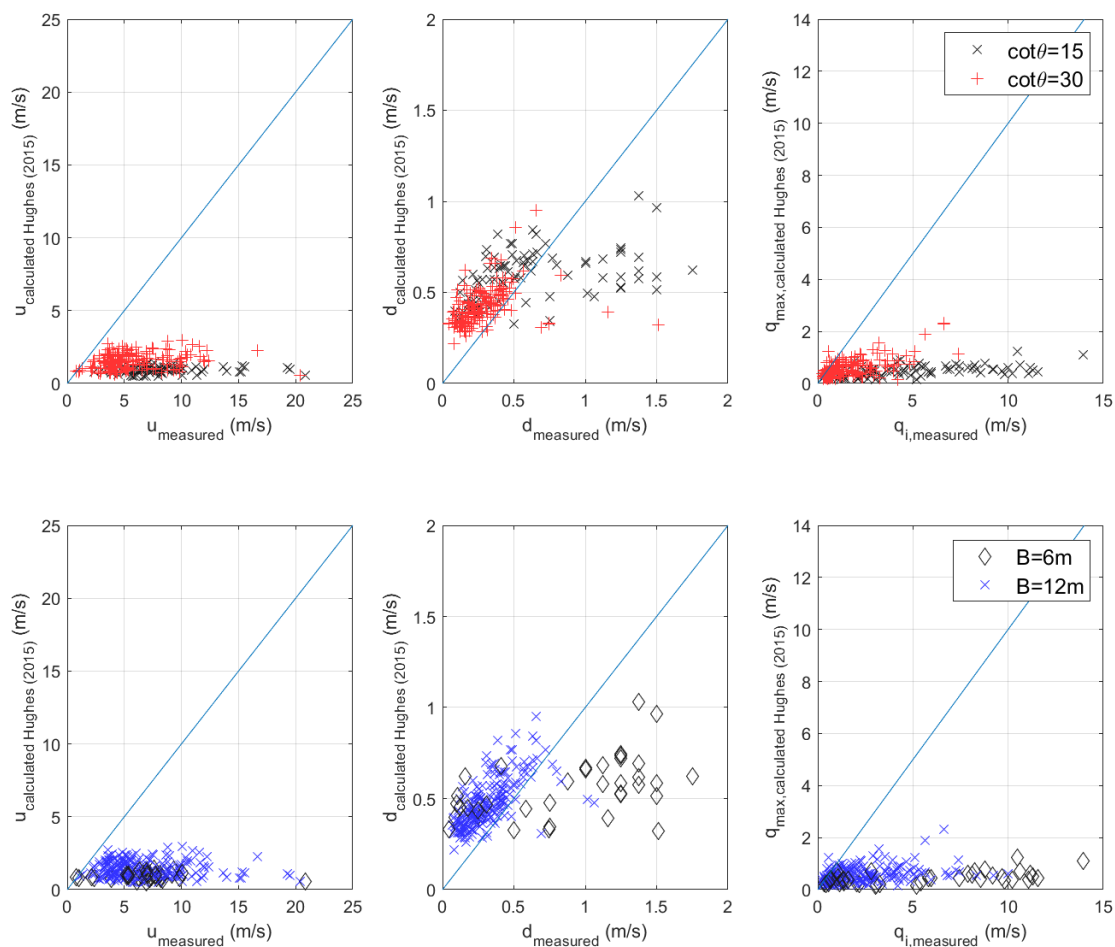 25
20
15
10
5
0
0 5 10 15 20 25
u_calculated Hughes (2015) (m/s)
u_measured (m/s)
2
1.5
1
0.5
0
0 0.5 1 1.5 2
d_calculated Hughes (2015) (m/s)
d_measured (m/s)
14
12
10
8
6
4
2
0
0 5 10 15
q_max,calculated Hughes (2015) (m/s)
q_i,measured (m/s)
cotθ=15
cotθ=30
25
20
15
10
5
0
0 5 10 15 20 25
u_calculated Hughes (2015) (m/s)
u_measured (m/s)
2
1.5
1
0.5
0
0 0.5 1 1.5 2
d_calculated Hughes (2015) (m/s)
d_measured (m/s)
14
12
10
8
6
4
2
0
0 5 10 15
q_max,calculated Hughes (2015) (m/s)
q_i,measured (m/s)
B=6m
B=12m